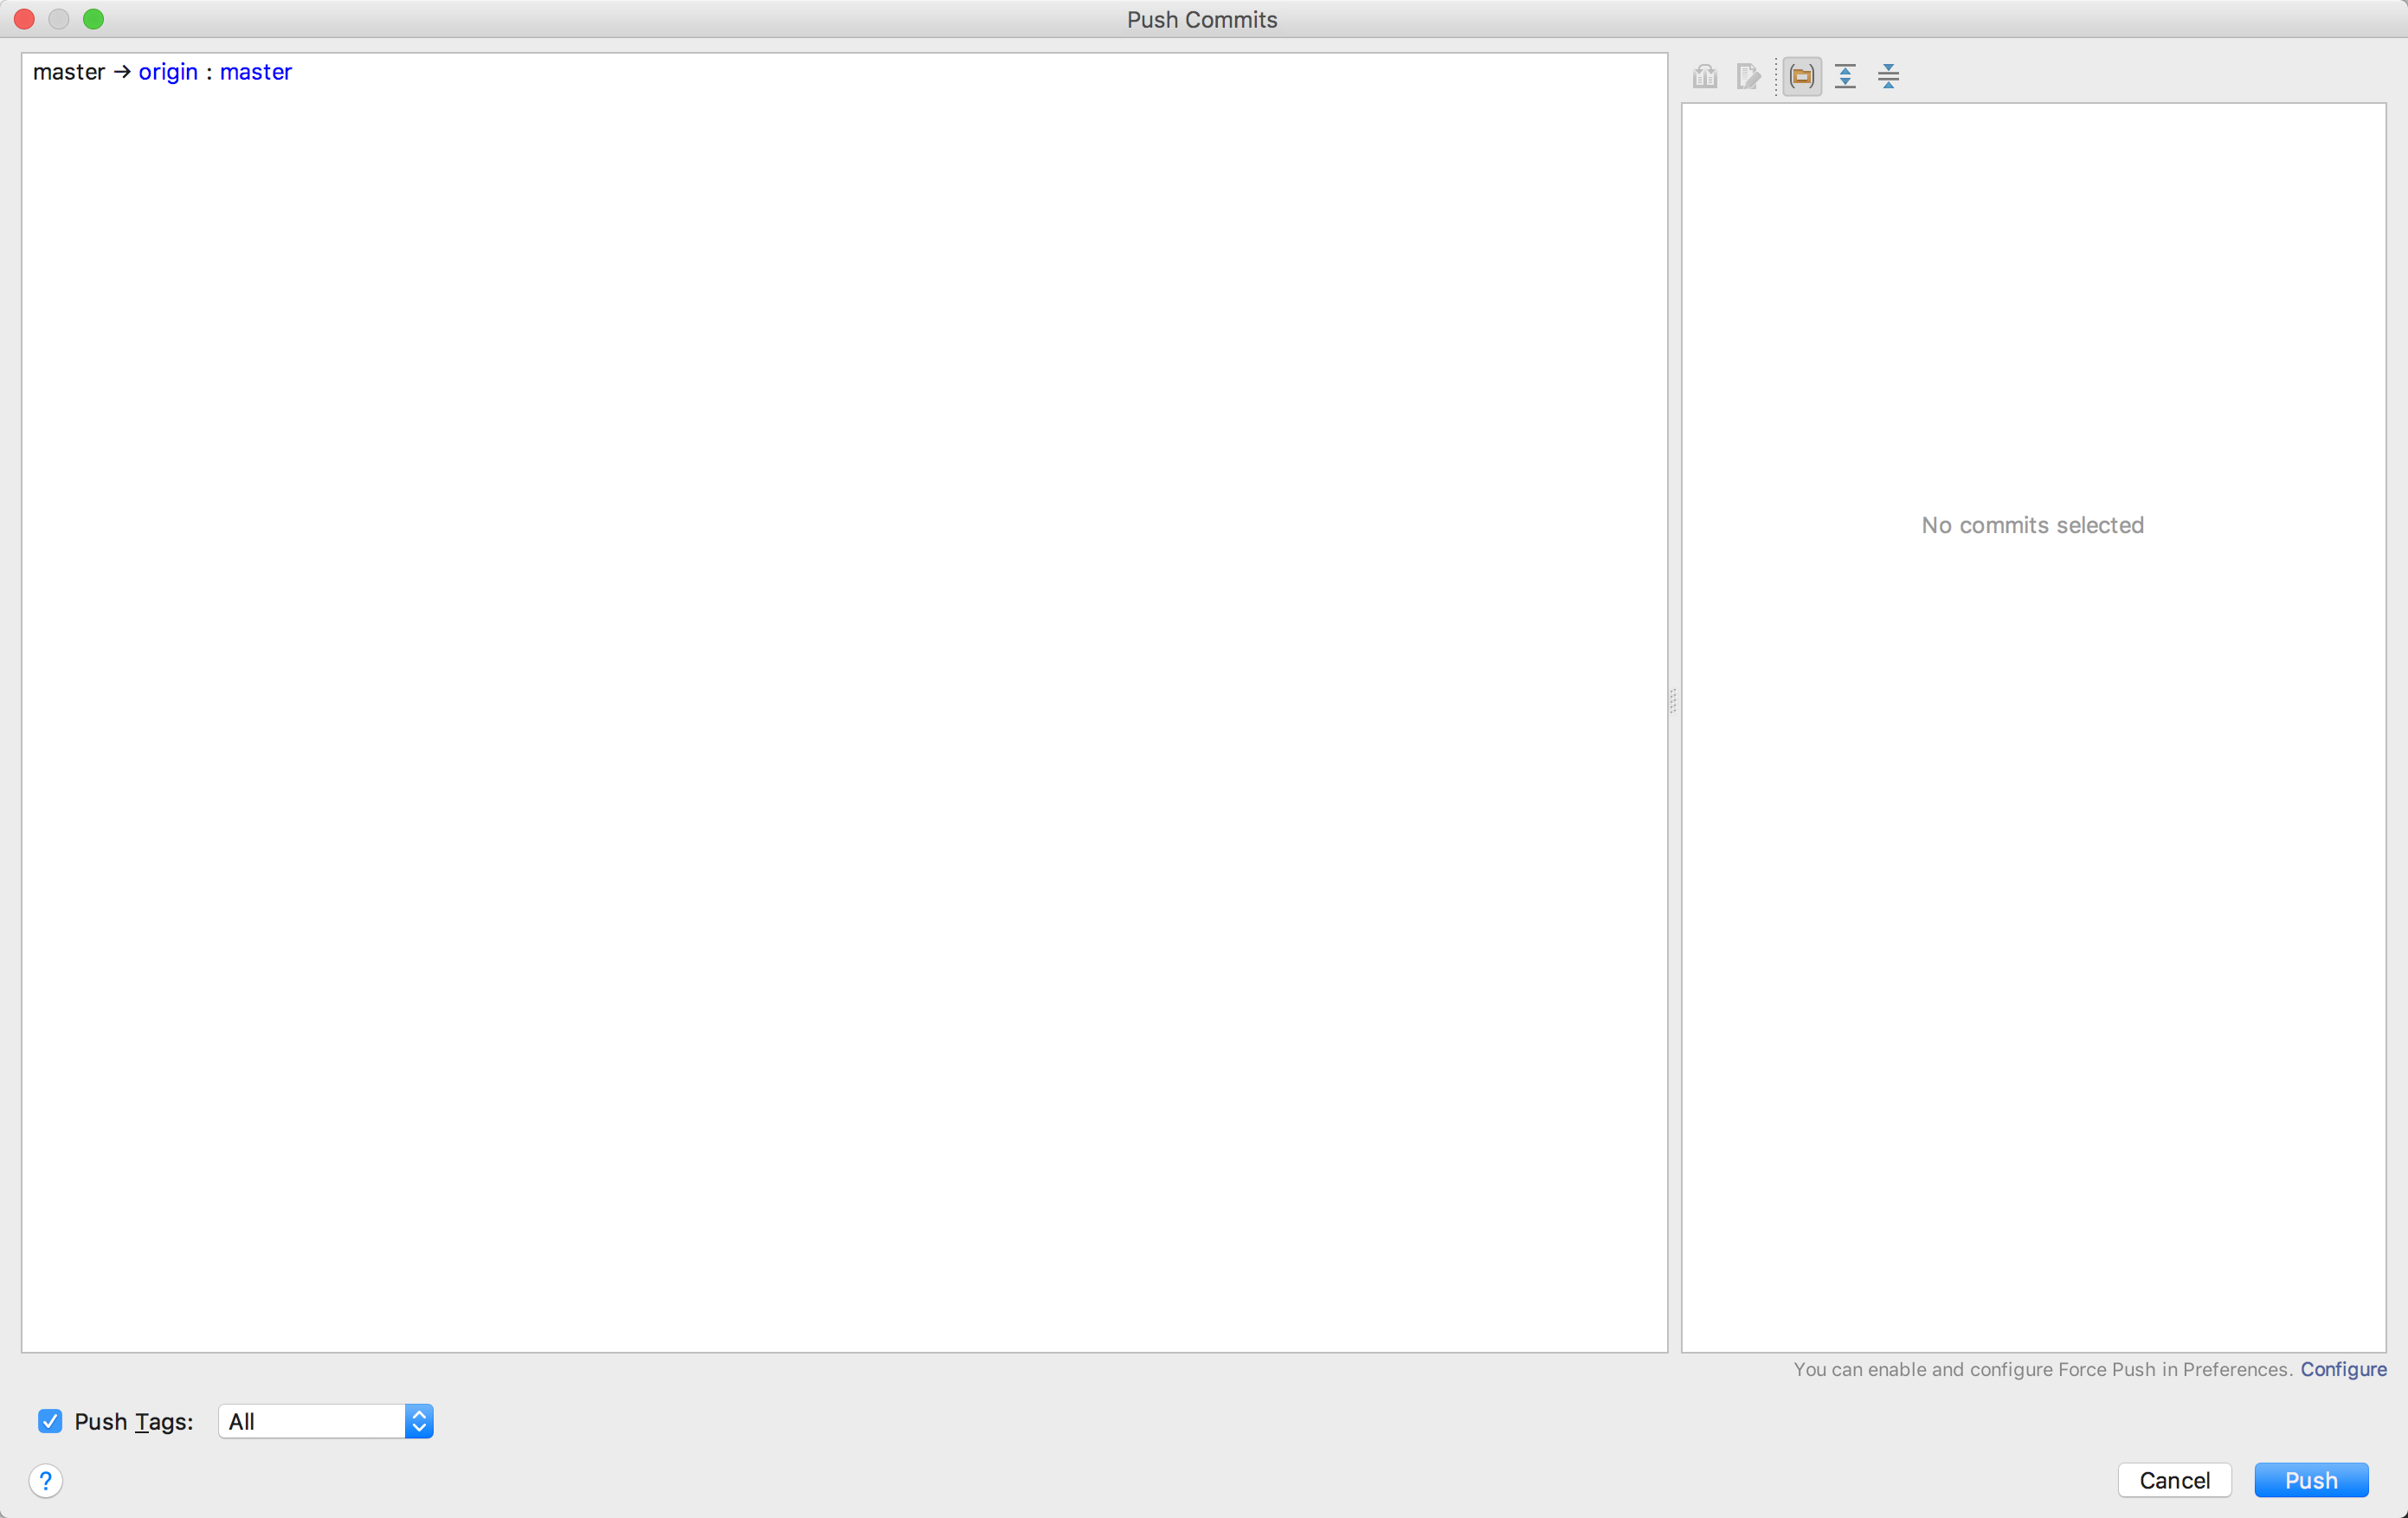 Push Commits
master → origin : master
No commits selected
You can enable and configure Force Push in Preferences. Configure
Push Tags: All
?
Cancel Push